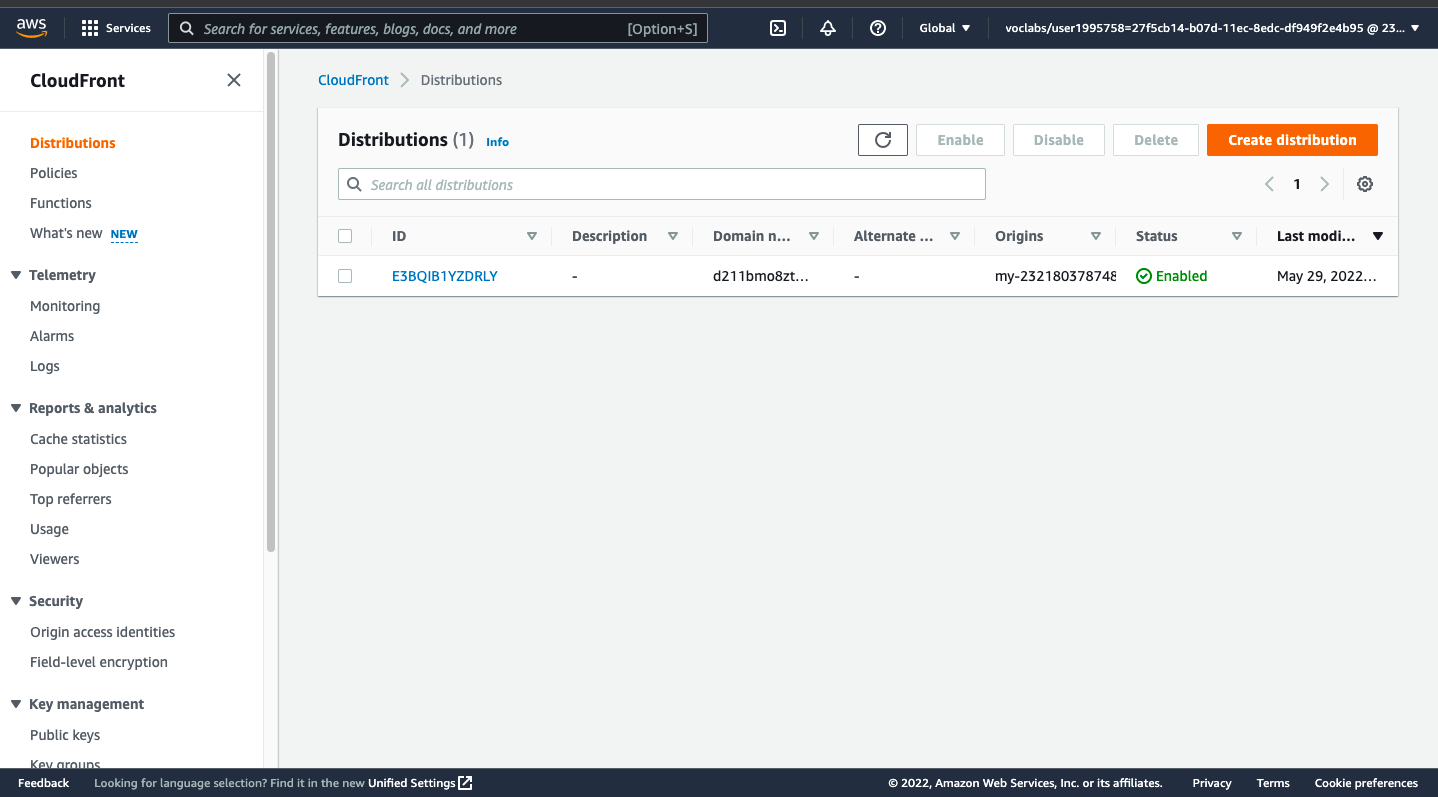 aws Services Search for services, features, blogs, docs, and more [Option+S] Global voclabs/user1995758=27f5cb14-b07d-11ec-8edc-df949f2e4b95 @ 23...
CloudFront
Distributions
Policies
Functions
What's new NEW
Telemetry
Monitoring
Alarms
Logs
Reports & analytics
Cache statistics
Popular objects
Top referrers
Usage
Viewers
Security
Origin access identities
Field-level encryption
Key management
Public keys
Key groups
CloudFront Distributions
Distributions (1) Info Enable Disable Delete Create distribution
Search all distributions 1
ID Description Domain n... Alternate ... Origins Status Last modi...
E3BQIB1YZDRLY - d211bmo8zt... - my-232180378748 Enabled May 29, 2022...
Feedback Looking for language selection? Find it in the new Unified Settings © 2022, Amazon Web Services, Inc. or its affiliates. Privacy Terms Cookie preferences